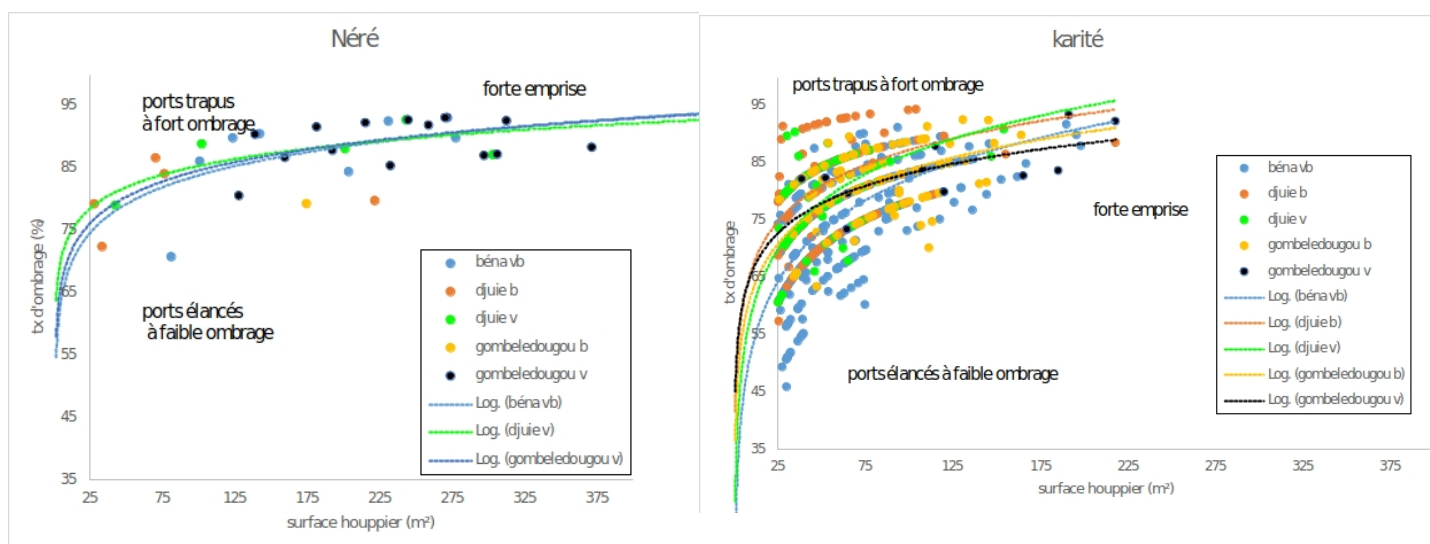 Néré
ports trapus
à fort ombrage
forte emprise
95
85
75
65
55
45
35
tx d'ombrage (%)
ports élancés
à faible ombrage
béna vb
djuie b
djuie v
gombeledougou b
gombeledougou v
Log. (béna vb)
Log. (djuie v)
Log. (gombeledougou v)
25 75 125 175 225 275 325 375
surface houppier (m²)
karité
ports trapus à fort ombrage
95
85
75
65
55
45
35
tx d'ombrage
forte emprise
ports élancés à faible ombrage
béna vb
djuie b
djuie v
gombeledougou b
gombeledougou v
Log. (béna vb)
Log. (djuie b)
Log. (djuie v)
Log. (gombeledougou b)
Log. (gombeledougou v)
25 75 125 175 225 275 325 375
surface houppier (m²)